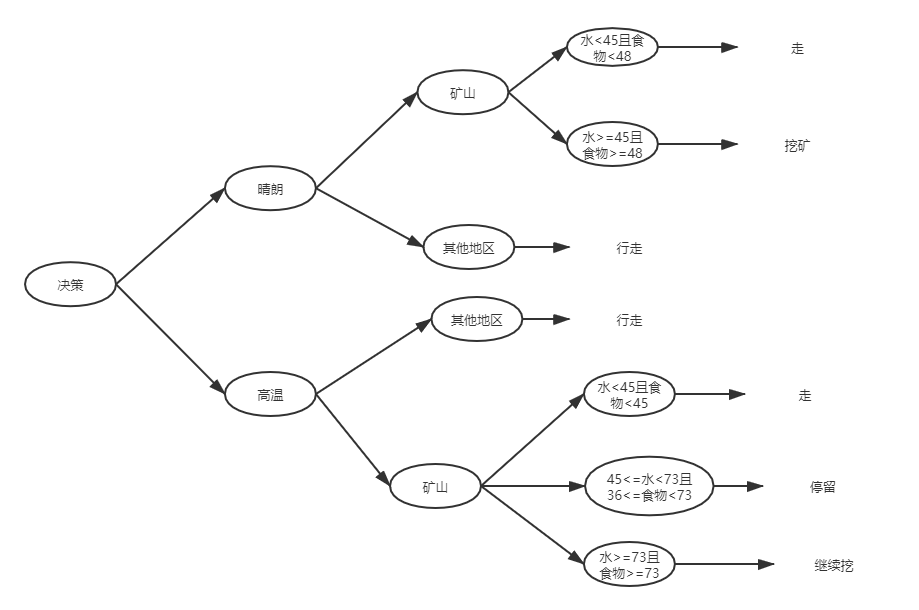 水<45且食
物<48
走
矿山
水>=45且
食物>=48
挖矿
晴朗
其他地区
行走
决策
其他地区
行走
高温
水<45且食
物<45
走
矿山
45<=水<73且
36<=食物<73
停留
水>=73且
食物>=73
继续挖